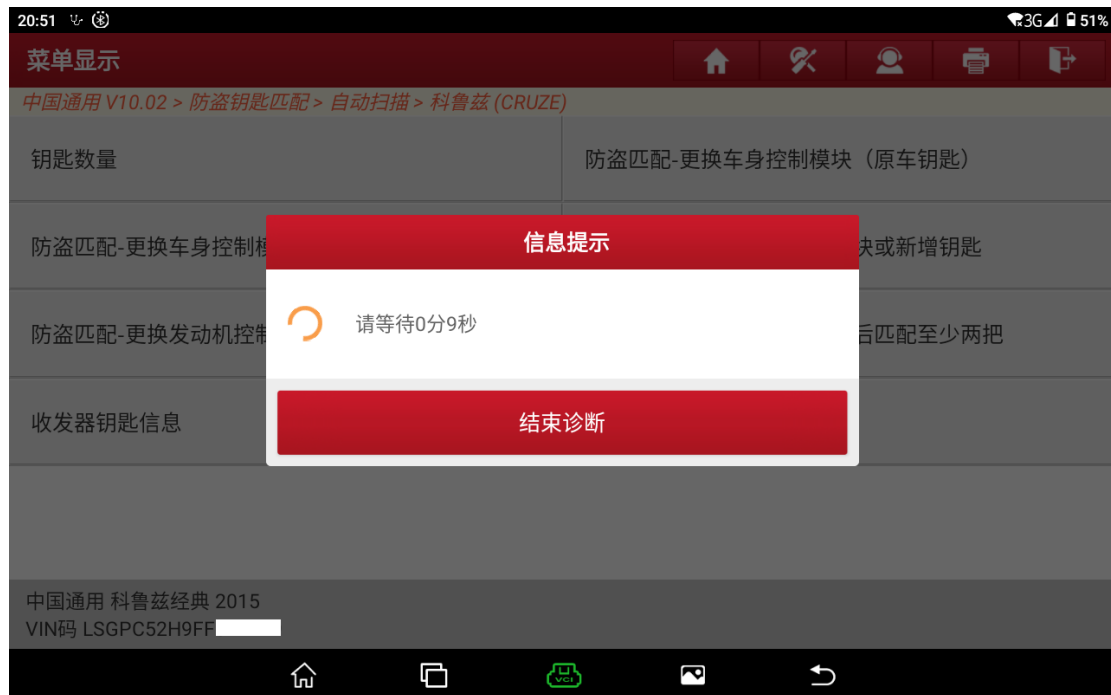 20:51
3G
51%
菜单显示
中国通用 V10.02 > 防盗钥匙匹配 > 自动扫描 > 科鲁兹 (CRUZE)
钥匙数量
防盗匹配-更换车身控制模块（原车钥匙）
防盗匹配-更换车身控制模
块或新增钥匙
防盗匹配-更换发动机控制
后匹配至少两把
收发器钥匙信息
信息提示
请等待0分9秒
结束诊断
中国通用 科鲁兹经典 2015
VIN码 LSGPC52H9FF
VCI